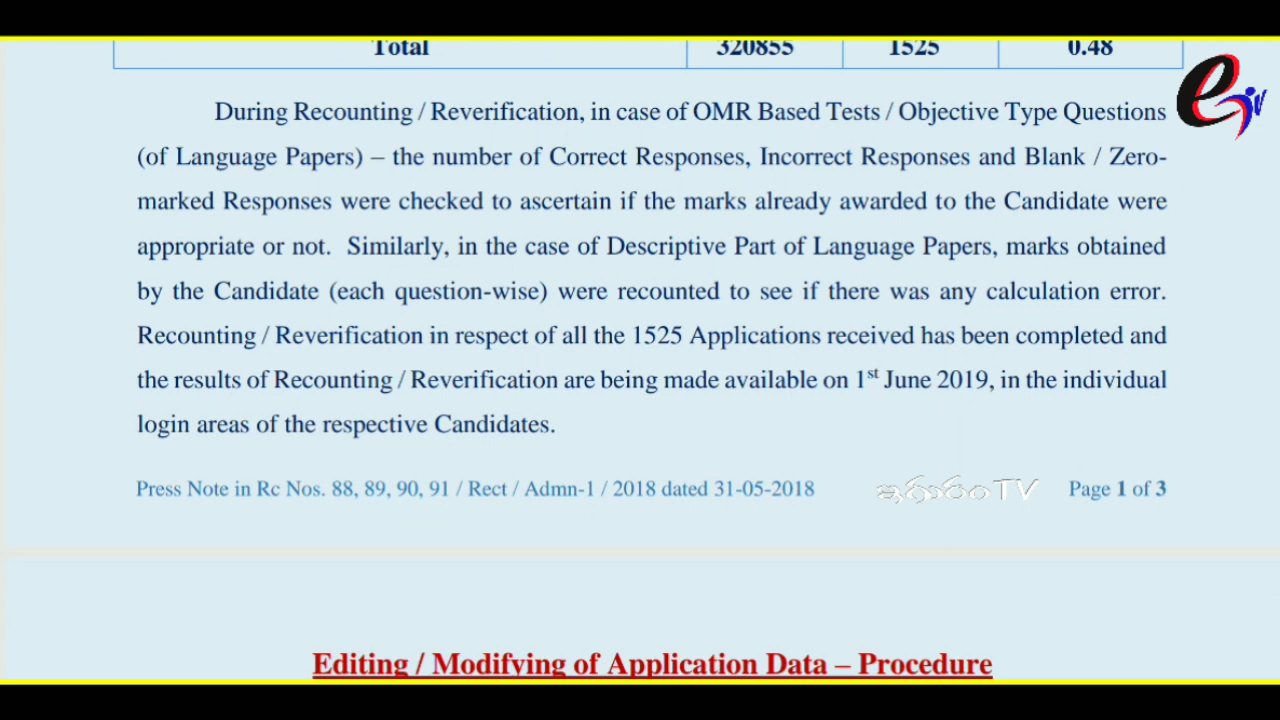 Total 320855 1525 0.48
During Recounting / Reverification, in case of OMR Based Tests / Objective Type Questions
(of Language Papers) – the number of Correct Responses, Incorrect Responses and Blank / Zero-
marked Responses were checked to ascertain if the marks already awarded to the Candidate were
appropriate or not. Similarly, in the case of Descriptive Part of Language Papers, marks obtained
by the Candidate (each question-wise) were recounted to see if there was any calculation error.
Recounting / Reverification in respect of all the 1525 Applications received has been completed and
the results of Recounting / Reverification are being made available on 1st June 2019, in the individual
login areas of the respective Candidates.
Press Note in Rc Nos. 88, 89, 90, 91 / Rect / Admn-1 / 2018 dated 31-05-2018 TV Page 1 of 3
Editing / Modifying of Application Data – Procedure